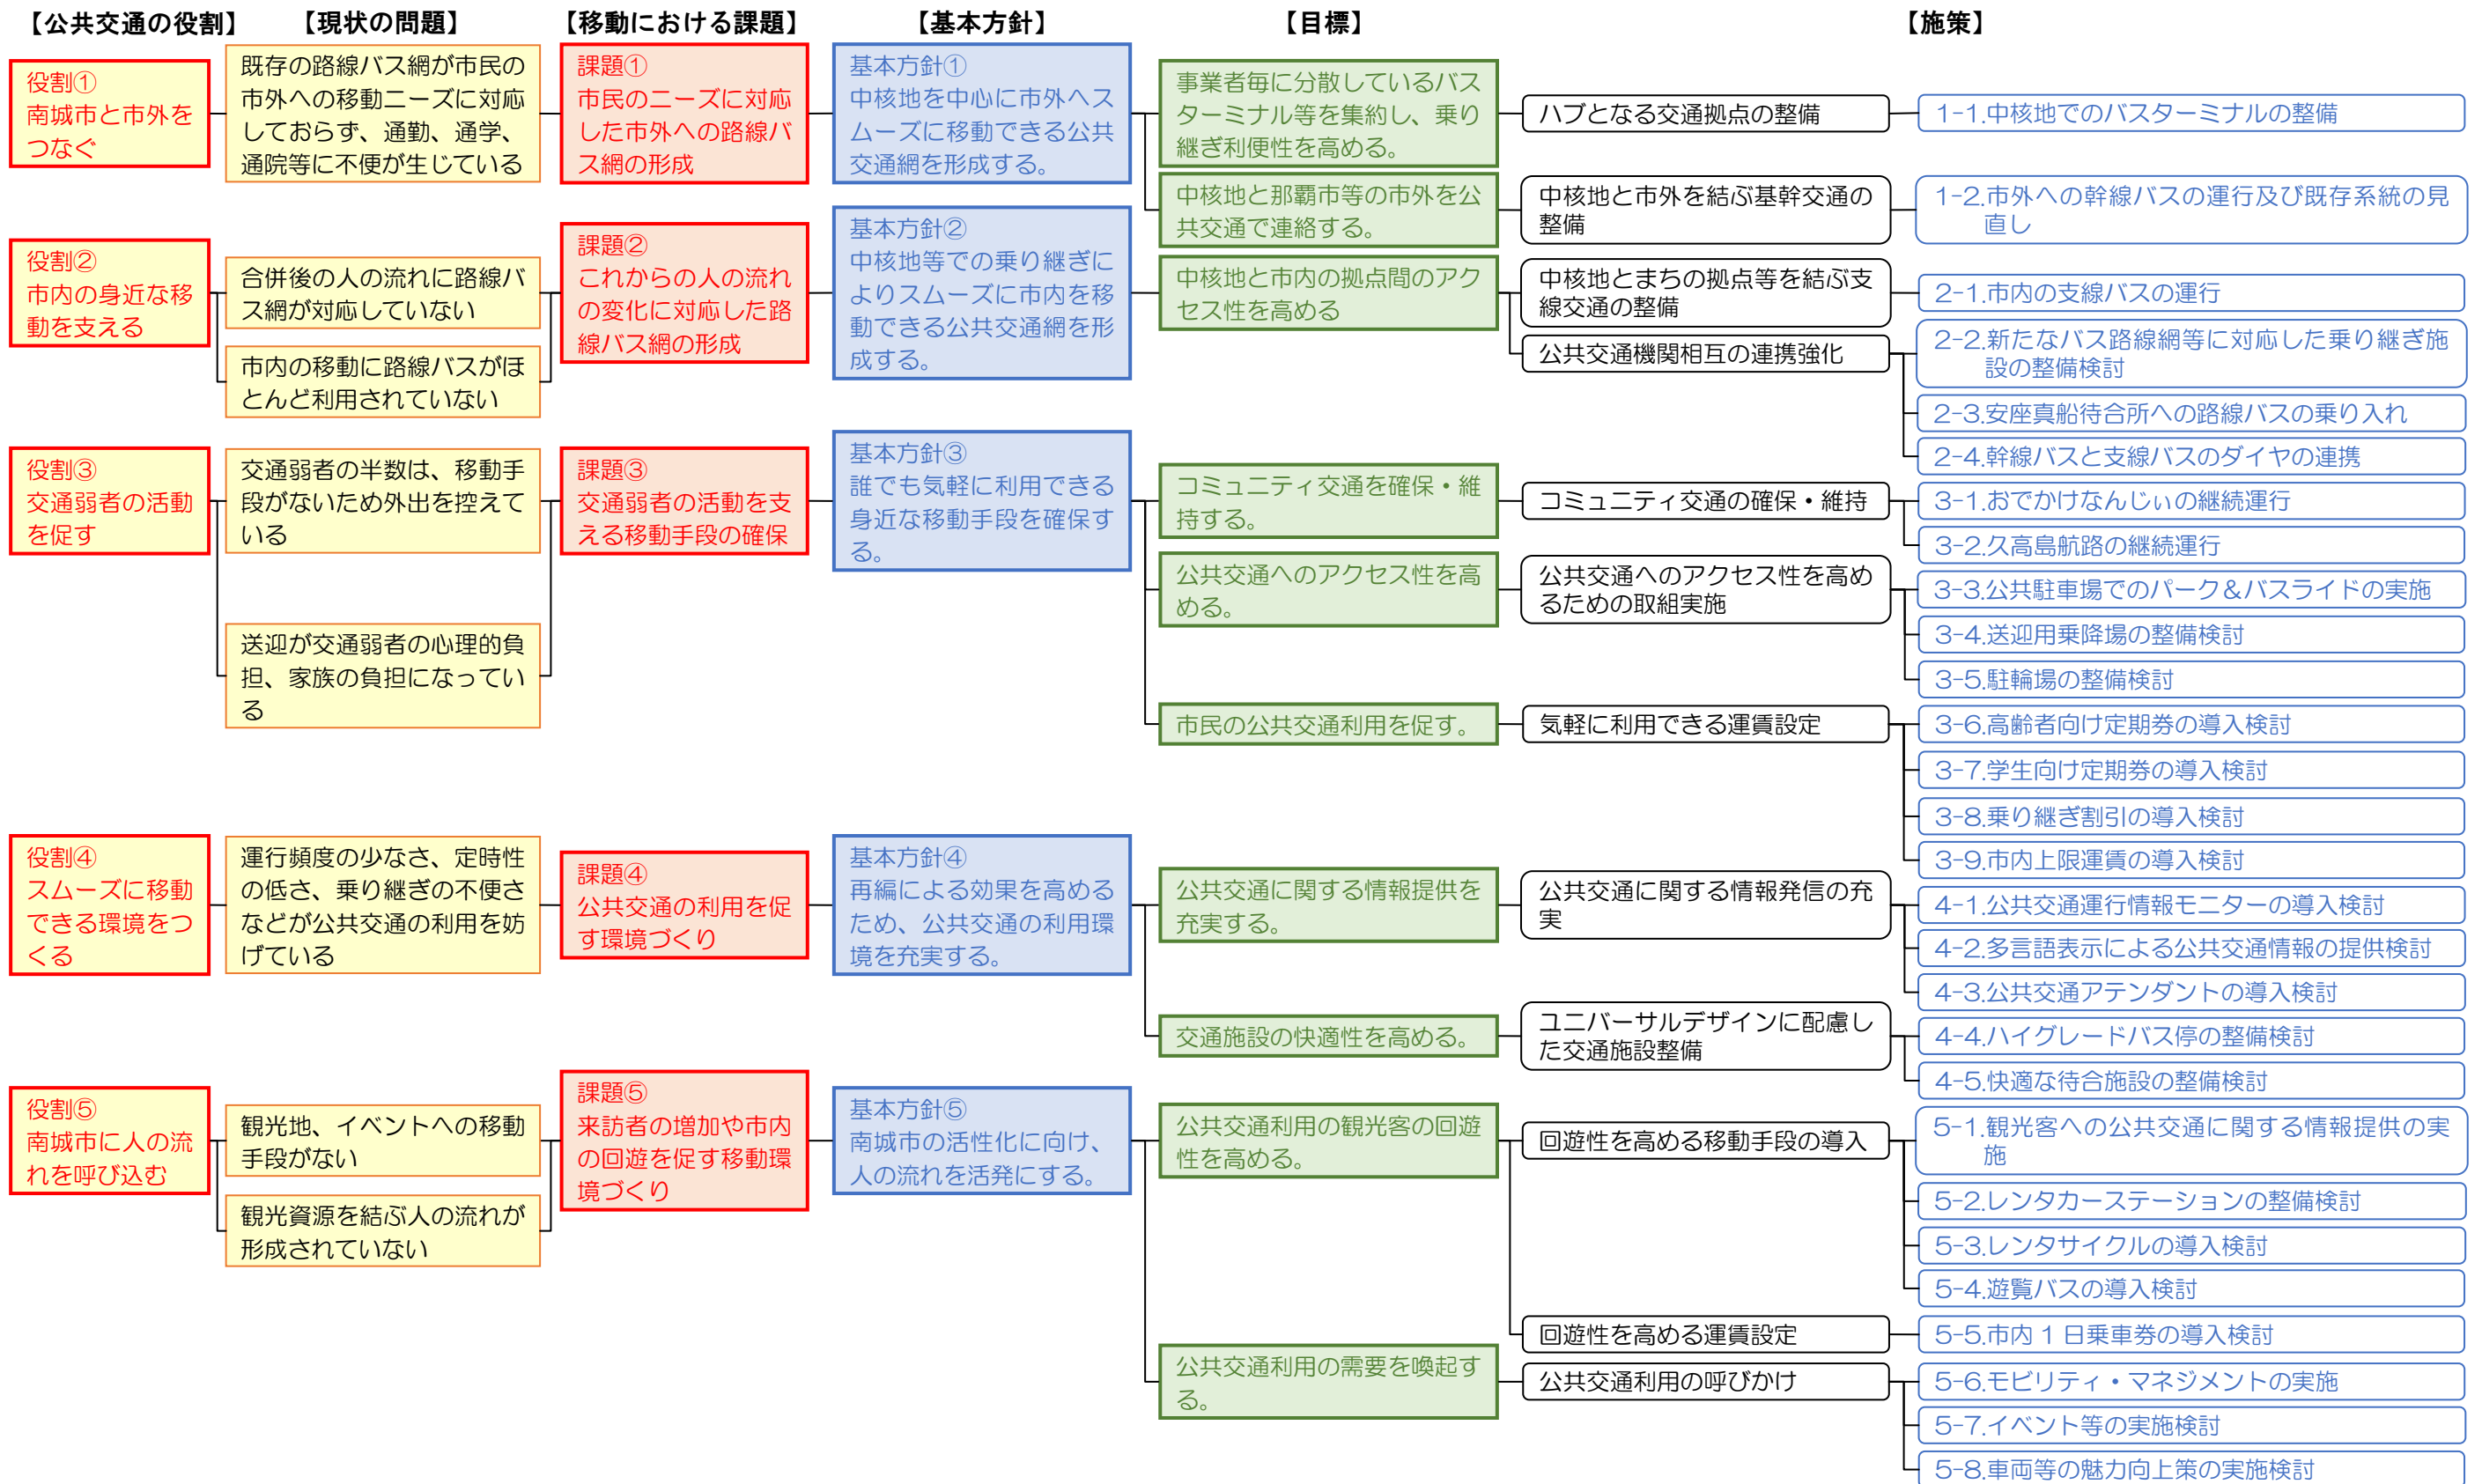 【公共交通の役割】
【現状の問題】
【移動における課題】
【基本方針】
【目標】
【施策】
役割①
南城市と市外を
つなぐ
既存の路線バス網が市民の
市外への移動ニーズに対応
しておらず、通勤、通学、
通院等に不便が生じている
課題①
市民のニーズに対応
した市外への路線バ
ス網の形成
基本方針①
中核地を中心に市外へス
ムーズに移動できる公共
交通網を形成する。
事業者毎に分散しているバス
ターミナル等を集約し、乗り
継ぎ利便性を高める。
ハブとなる交通拠点の整備
1-1.中核地でのバスターミナルの整備
中核地と那覇市等の市外を公
共交通で連絡する。
中核地と市外を結ぶ基幹交通の
整備
1-2.市外への幹線バスの運行及び既存系統の見
直し
役割②
市内の身近な移
動を支える
合併後の人の流れに路線バ
ス網が対応していない
市内の移動に路線バスがほ
とんど利用されていない
課題②
これからの人の流れ
の変化に対応した路
線バス網の形成
基本方針②
中核地等での乗り継ぎに
よりスムーズに市内を移
動できる公共交通網を形
成する。
中核地と市内の拠点間のアク
セス性を高める
中核地とまちの拠点等を結ぶ支
線交通の整備
2-1.市内の支線バスの運行
公共交通機関相互の連携強化
2-2.新たなバス路線網等に対応した乗り継ぎ施
設の整備検討
2-3.安座真船待合所への路線バスの乗り入れ
2-4.幹線バスと支線バスのダイヤの連携
役割③
交通弱者の活動
を促す
交通弱者の半数は、移動手
段がないため外出を控えて
いる
送迎が交通弱者の心理的負
担、家族の負担になってい
る
課題③
交通弱者の活動を支
える移動手段の確保
基本方針③
誰でも気軽に利用できる
身近な移動手段を確保す
る。
コミュニティ交通を確保・維
持する。
コミュニティ交通の確保・維持
3-1.おでかけなんじぃの継続運行
3-2.久高島航路の継続運行
公共交通へのアクセス性を高
める。
公共交通へのアクセス性を高め
るための取組実施
3-3.公共駐車場でのパーク&バスライドの実施
3-4.送迎用乗降場の整備検討
3-5.駐輪場の整備検討
市民の公共交通利用を促す。
気軽に利用できる運賃設定
3-6.高齢者向け定期券の導入検討
3-7.学生向け定期券の導入検討
3-8.乗り継ぎ割引の導入検討
3-9.市内上限運賃の導入検討
役割④
スムーズに移動
できる環境をつ
くる
運行頻度の少なさ、定時性
の低さ、乗り継ぎの不便さ
などが公共交通の利用を妨
げている
課題④
公共交通の利用を促
す環境づくり
基本方針④
再編による効果を高める
ため、公共交通の利用環
境を充実する。
公共交通に関する情報提供を
充実する。
公共交通に関する情報発信の充
実
4-1.公共交通運行情報モニターの導入検討
4-2.多言語表示による公共交通情報の提供検討
4-3.公共交通アテンダントの導入検討
交通施設の快適性を高める。
ユニバーサルデザインに配慮し
た交通施設整備
4-4.ハイグレードバス停の整備検討
4-5.快適な待合施設の整備検討
役割⑤
南城市に人の流
れを呼び込む
観光地、イベントへの移動
手段がない
観光資源を結ぶ人の流れが
形成されていない
課題⑤
来訪者の増加や市内
の回遊を促す移動環
境づくり
基本方針⑤
南城市の活性化に向け、
人の流れを活発にする。
公共交通利用の観光客の回遊
性を高める。
回遊性を高める移動手段の導入
5-1.観光客への公共交通に関する情報提供の実
施
5-2.レンタカーステーションの整備検討
5-3.レンタサイクルの導入検討
5-4.遊覧バスの導入検討
回遊性を高める運賃設定
5-5.市内1日乗車券の導入検討
公共交通利用の需要を喚起す
る。
公共交通利用の呼びかけ
5-6.モビリティ・マネジメントの実施
5-7.イベント等の実施検討
5-8.車両等の魅力向上策の実施検討